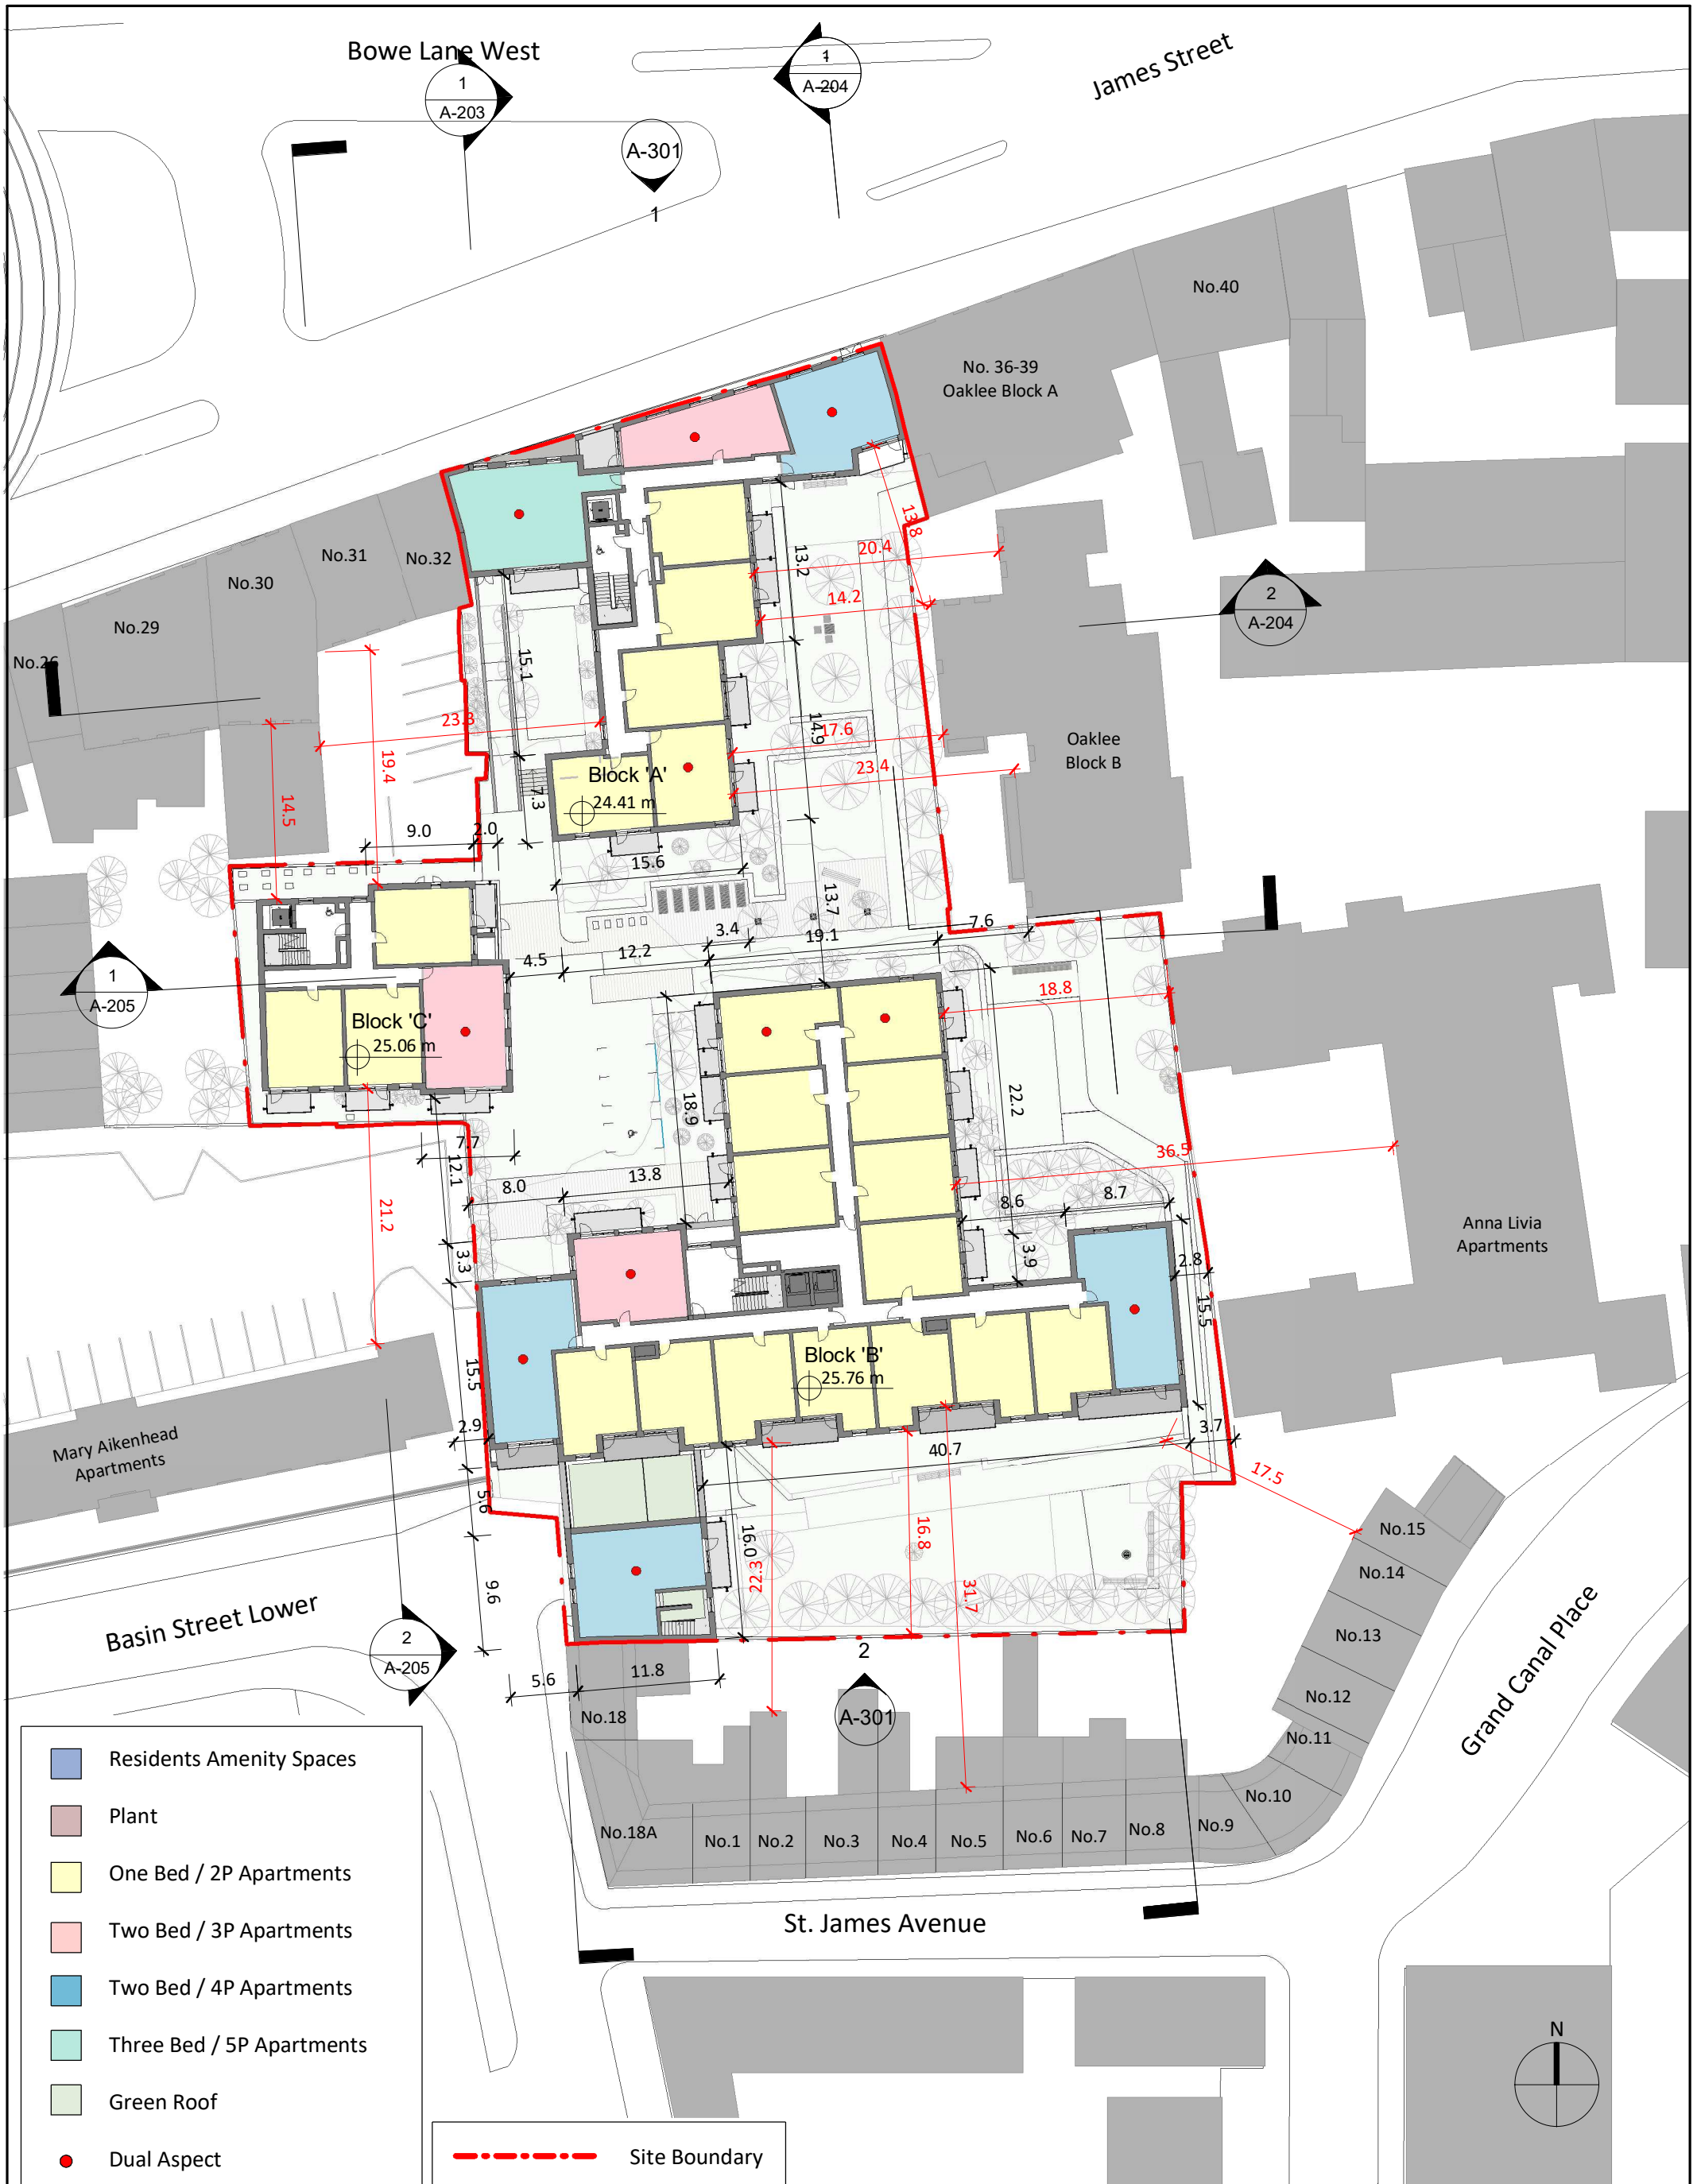 Bowe Lane West
James Street
1
A-203
1
A-204
A-301
1
No.40
No. 36-39
Oaklee Block A
No.32
No.31
No.30
No.29
No.26
13.8
20.4
13.2
14.2
2
A-204
15.1
23.3
19.4
14.9
17.6
23.4
Oaklee
Block B
Block 'A'
24.41 m
7.3
14.5
9.0
2.0
15.6
13.7
7.6
3.4
19.1
12.2
4.5
1
A-205
18.8
Block 'C'
25.06 m
18.9
22.2
7.7
12.1
36.5
8.0
13.8
8.6
8.7
21.2
3.3
3.9
2.8
15.5
Anna Livia
Apartments
Block 'B'
25.76 m
15.5
2.9
Mary Aikenhead
Apartments
40.7
3.7
17.5
5.6
16.0
22.3
16.8
31.7
9.6
No.15
No.14
No.13
No.12
No.11
No.10
Basin Street Lower
2
A-205
2
A-301
5.6
11.8
Grand Canal Place
No.18
No.18A
No.1
No.2
No.3
No.4
No.5
No.6
No.7
No.8
No.9
St. James Avenue
Residents Amenity Spaces
Plant
One Bed / 2P Apartments
Two Bed / 3P Apartments
Two Bed / 4P Apartments
Three Bed / 5P Apartments
Green Roof
Dual Aspect
Site Boundary
N